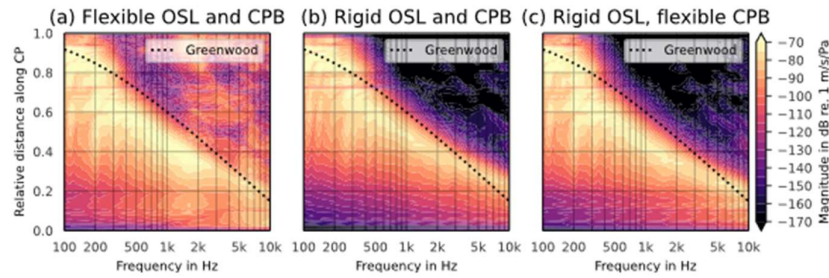 (a) Flexible OSL and CPB (b) Rigid OSL and CPB (c) Rigid OSL, flexible CPB
Greenwood Greenwood Greenwood
Relative distance along CP
1.0
0.8
0.6
0.4
0.2
0.0
100 200 500 1k 2k 5k 10k 100 200 500 1k 2k 5k 10k 100 200 500 1k 2k 5k 10k
Frequency in Hz Frequency in Hz Frequency in Hz
−70
−80
−90
−100
−110
−120
−130
−140
−150
−160
−170
Magnitude in dB re. 1 m/s/Pa